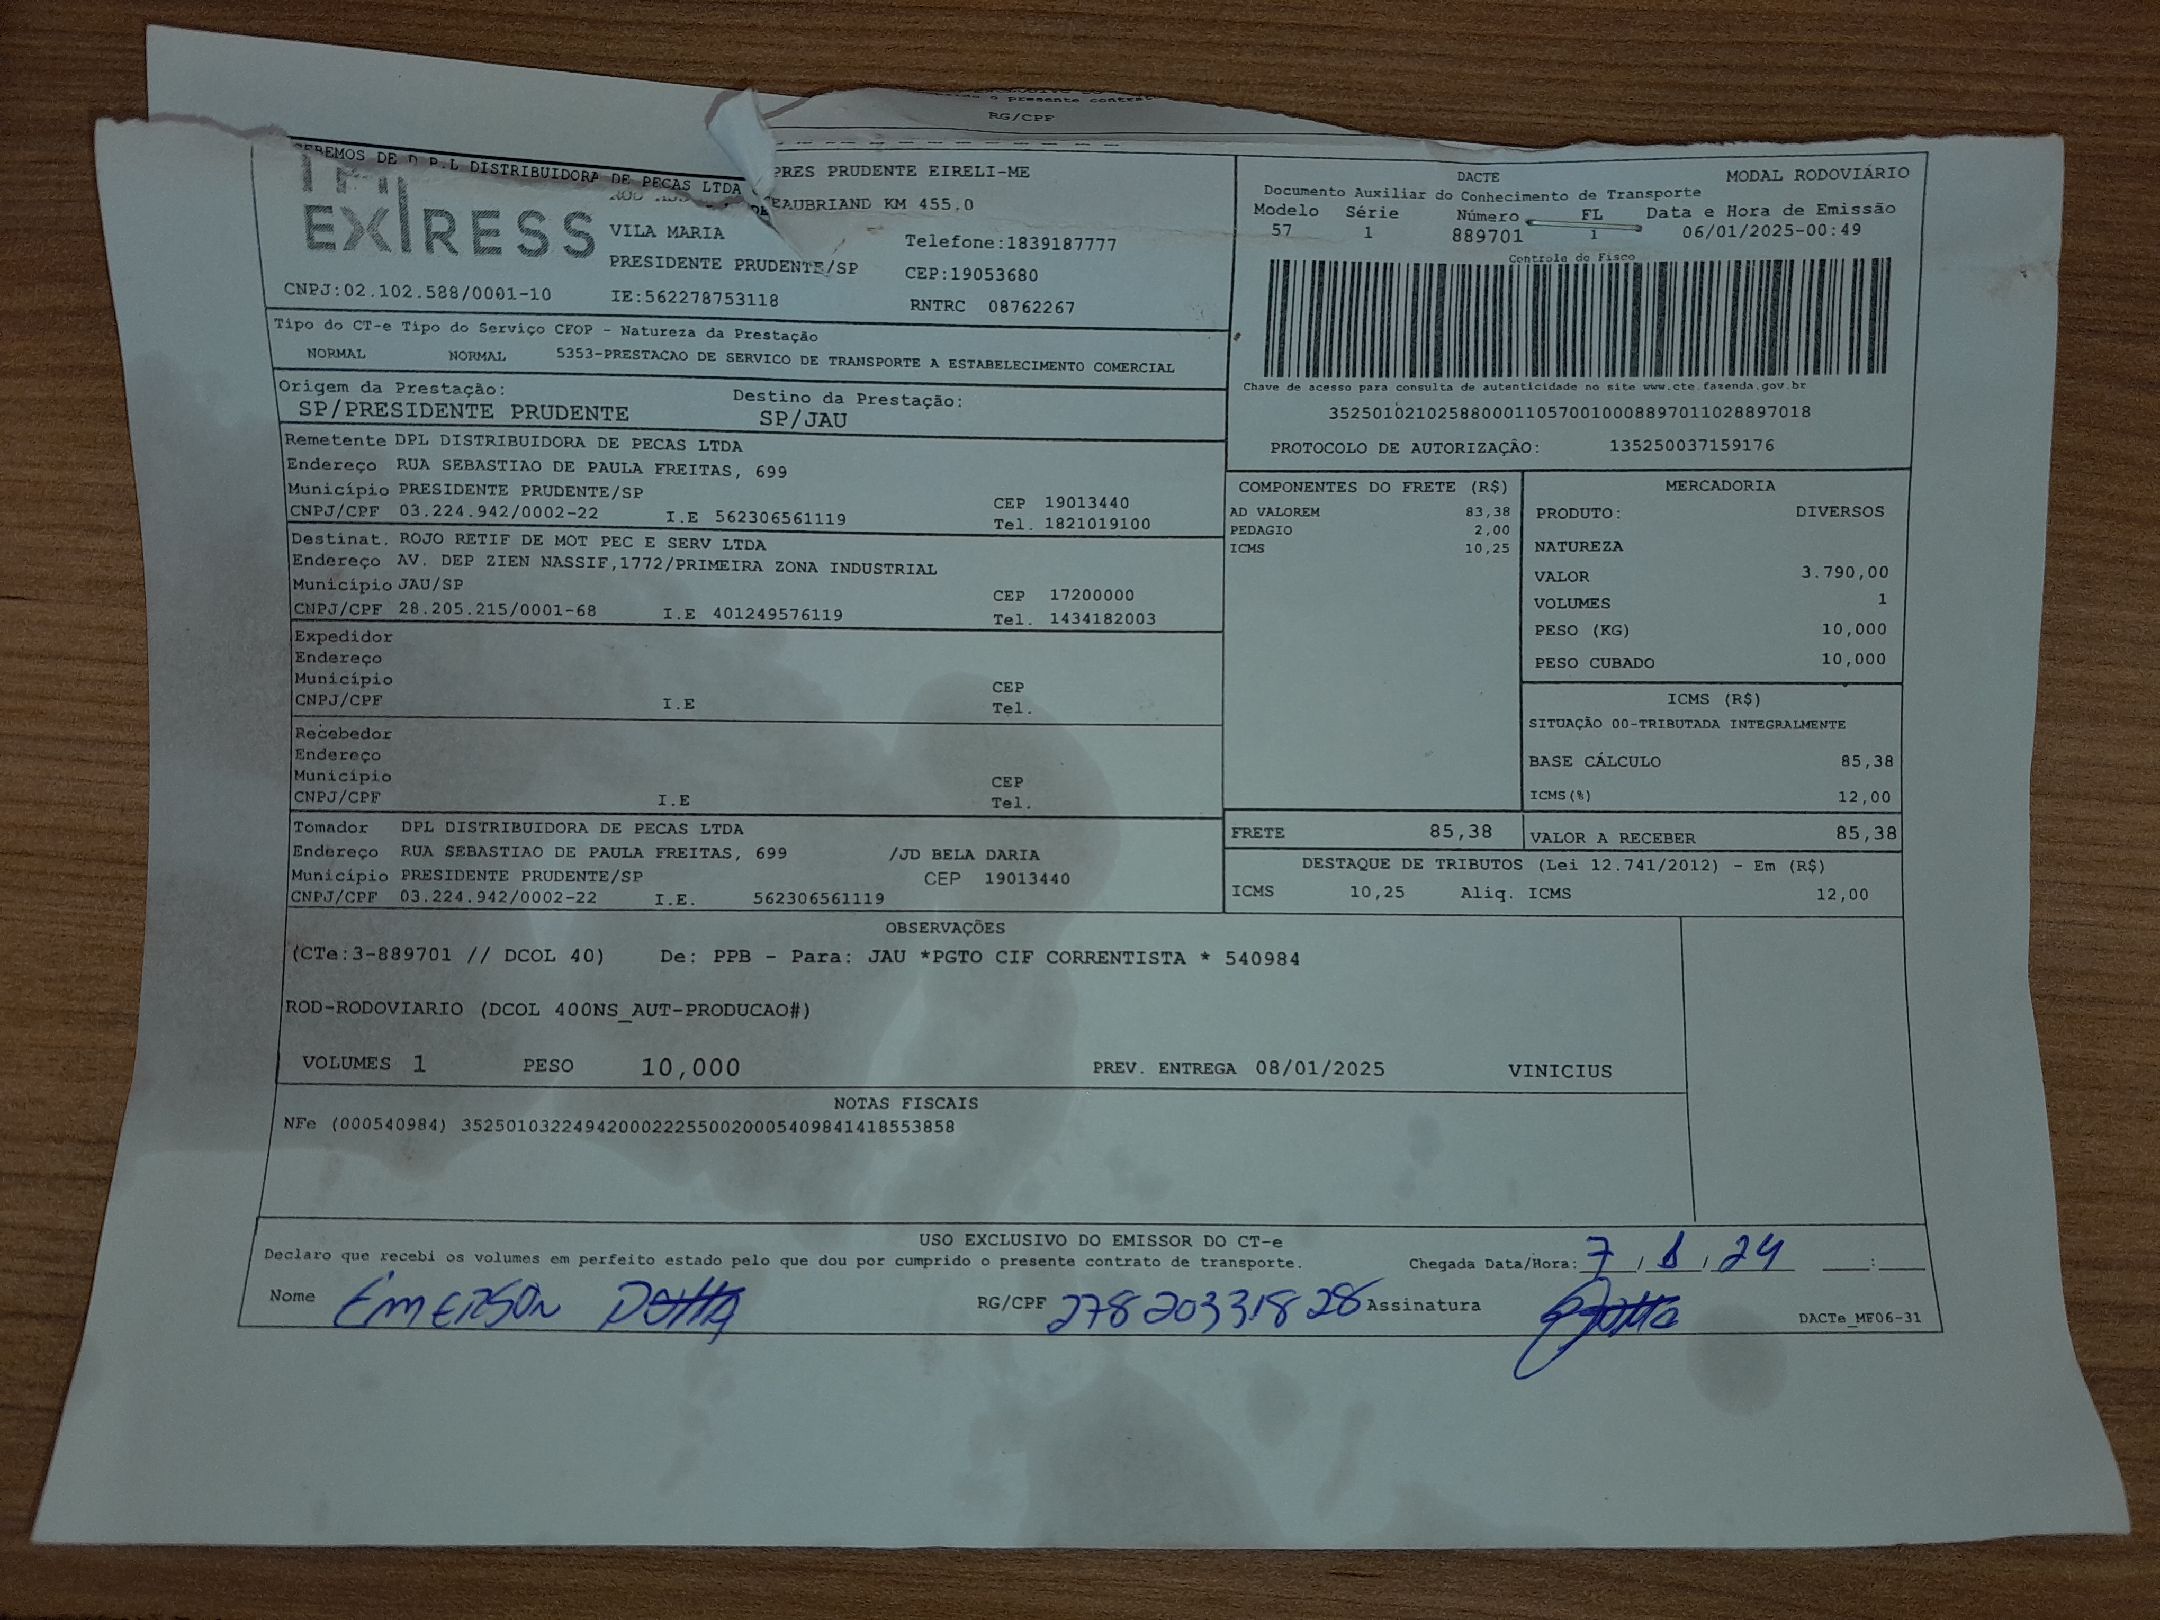 o presente contrat
RG/CPF
CEBEMOS DE D.P.L DISTRIBUIDORA DE PECAS LTDA
EXPRESS
PRES PRUDENTE EIRELI-ME
EAUBRIAND KM 455.0
VILA MARIA
Telefone:1839187777
PRESIDENTE PRUDENTE/SP
CEP:19053680
CNPJ:02.102.588/0001-10 IE:562278753118 RNTRC 08762267
DACTE MODAL RODOVIÁRIO
Documento Auxiliar do Conhecimento de Transporte
Modelo Série Número FL Data e Hora de Emissão
57 1 889701 1 06/01/2025-00:49
Controle do Fisco
Chave de acesso para consulta de autenticidade no site www.cte.fazenda.gov.br
35250102102588000110570010008897011028897018
PROTOCOLO DE AUTORIZAÇÃO: 135250037159176
Tipo do CT-e Tipo do Serviço CFOP - Natureza da Prestação
NORMAL NORMAL 5353-PRESTACAO DE SERVICO DE TRANSPORTE A ESTABELECIMENTO COMERCIAL
Origem da Prestação: Destino da Prestação:
SP/PRESIDENTE PRUDENTE SP/JAU
Remetente DPL DISTRIBUIDORA DE PECAS LTDA
Endereço RUA SEBASTIAO DE PAULA FREITAS, 699
Município PRESIDENTE PRUDENTE/SP CEP 19013440
CNPJ/CPF 03.224.942/0002-22 I.E 562306561119 Tel. 1821019100
Destinat. ROJO RETIF DE MOT PEC E SERV LTDA
Endereço AV. DEP ZIEN NASSIF,1772/PRIMEIRA ZONA INDUSTRIAL
Município JAU/SP CEP 17200000
CNPJ/CPF 28.205.215/0001-68 I.E 401249576119 Tel. 1434182003
Expedidor
Endereço
Município CEP
CNPJ/CPF I.E Tel.
Recebedor
Endereço
Município CEP
CNPJ/CPF I.E Tel.
Tomador DPL DISTRIBUIDORA DE PECAS LTDA
Endereço RUA SEBASTIAO DE PAULA FREITAS, 699 /JD BELA DARIA
Município PRESIDENTE PRUDENTE/SP CEP 19013440
CNPJ/CPF 03.224.942/0002-22 I.E. 562306561119
COMPONENTES DO FRETE (R$)
AD VALOREM 83,38
PEDAGIO 2,00
ICMS 10,25
MERCADORIA
PRODUTO: DIVERSOS
NATUREZA
VALOR 3.790,00
VOLUMES 1
PESO (KG) 10,000
PESO CUBADO 10,000
ICMS (R$)
SITUAÇÃO 00-TRIBUTADA INTEGRALMENTE
BASE CÁLCULO 85,38
ICMS(%) 12,00
FRETE 85,38 VALOR A RECEBER 85,38
DESTAQUE DE TRIBUTOS (Lei 12.741/2012) - Em (R$)
ICMS 10,25 Aliq. ICMS 12,00
OBSERVAÇÕES
(CTe:3-889701 // DCOL 40) De: PPB - Para: JAU *PGTO CIF CORRENTISTA * 540984
ROD-RODOVIARIO (DCOL 400NS_AUT-PRODUCAO#)
VOLUMES 1 PESO 10,000 PREV. ENTREGA 08/01/2025 VINICIUS
NOTAS FISCAIS
NFe (000540984) 35250103224942000222550020005409841418553858
USO EXCLUSIVO DO EMISSOR DO CT-e
Declaro que recebi os volumes em perfeito estado pelo que dou por cumprido o presente contrato de transporte. Chegada Data/Hora: 7 / 1 / 24 :
Nome EMERSON DOTTA RG/CPF 27820331828 Assinatura
DACTe_MF06-31